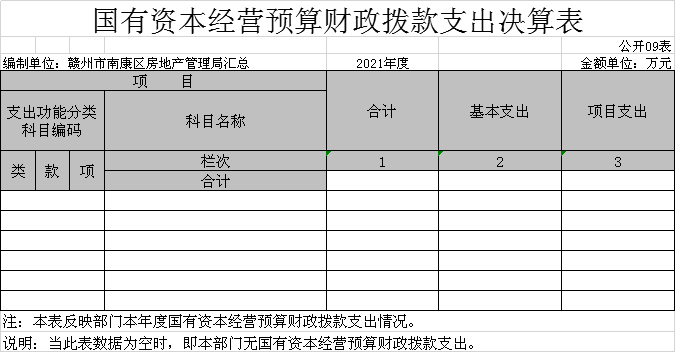 国有资本经营预算财政拨款支出决算表
公开09表
编制单位：赣州市南康区房地产管理局汇总 2021年度 金额单位：万元
项 目 合计 基本支出 项目支出
支出功能分类科目编码 科目名称
类 款 项 栏次 1 2 3
合计
注：本表反映部门本年度国有资本经营预算财政拨款支出情况。
说明：当此表数据为空时，即本部门无国有资本经营预算财政拨款支出。